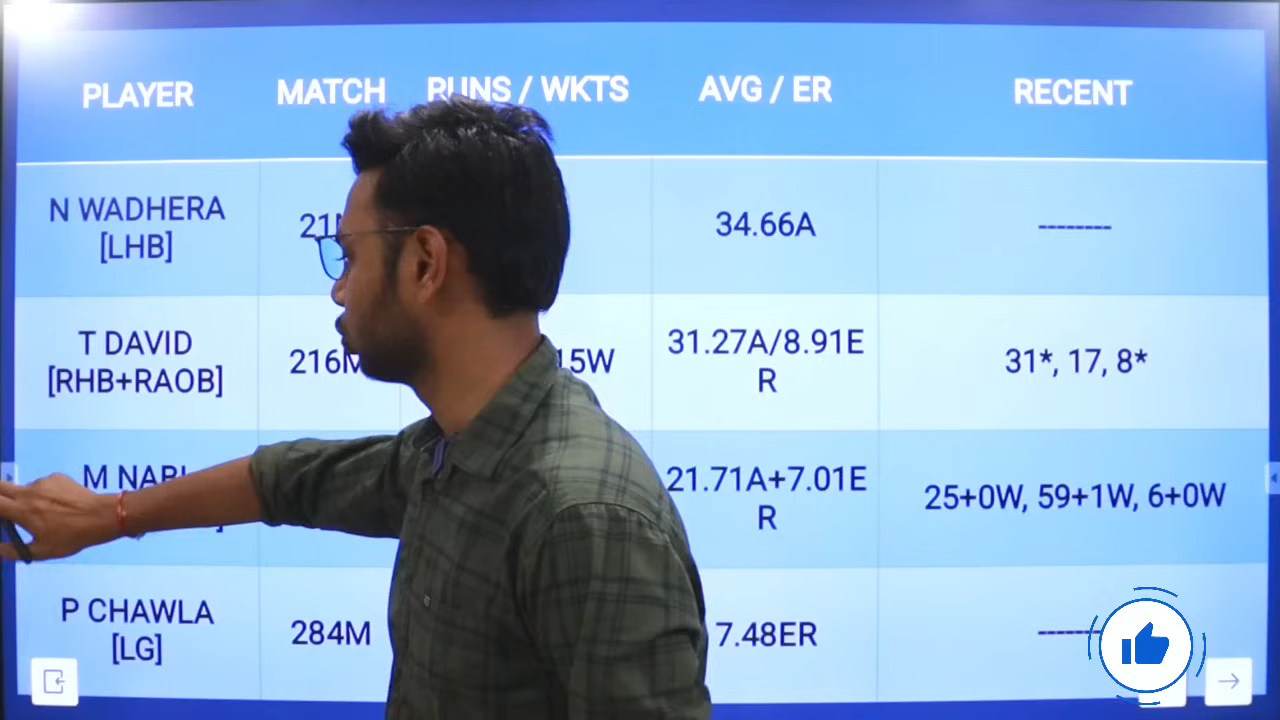 PLAYER MATCH RUNS / WKTS AVG / ER RECENT
N WADHERA
[LHB]
34.66A
--------
T DAVID
[RHB+RAOB]
216M
15W
31.27A/8.91E
R
31*, 17, 8*
M NABI
21.71A+7.01E
R
25+0W, 59+1W, 6+0W
P CHAWLA
[LG]
284M
7.48ER